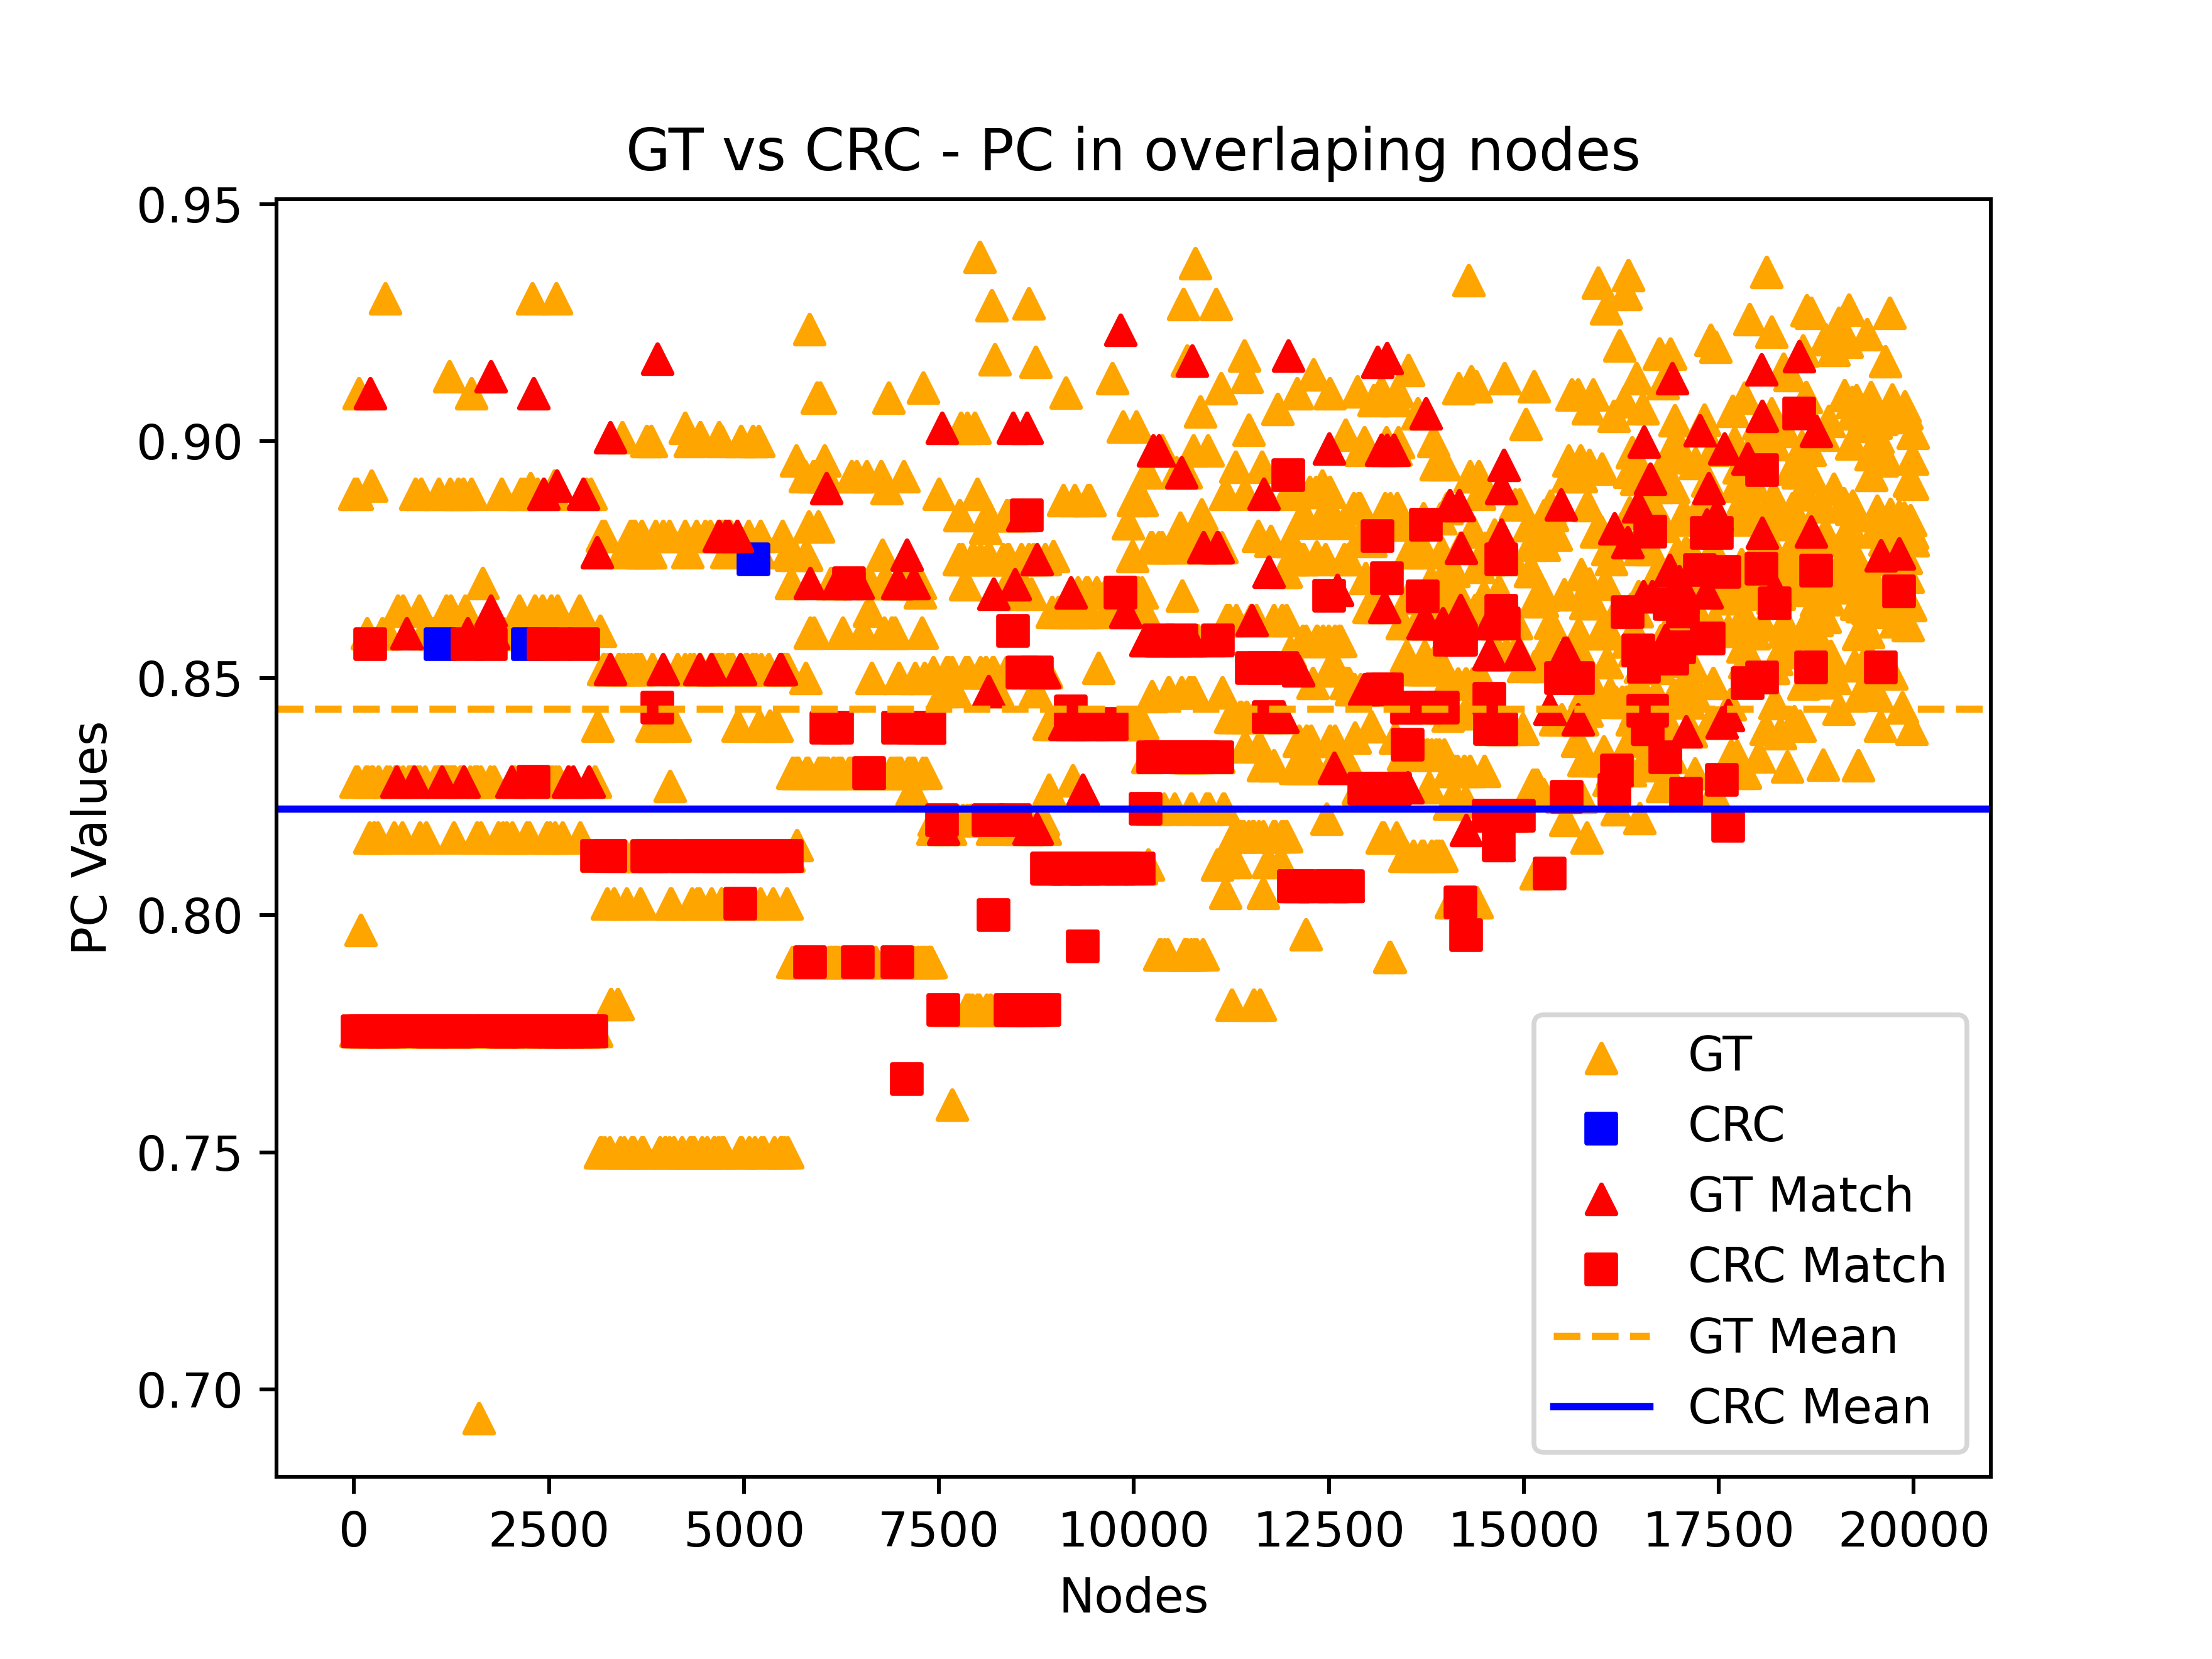 GT vs CRC - PC in overlaping nodes
0.95
0.90
0.85
0.80
0.75
0.70
PC Values
GT
CRC
GT Match
CRC Match
GT Mean
CRC Mean
0 2500 5000 7500 10000 12500 15000 17500 20000
Nodes